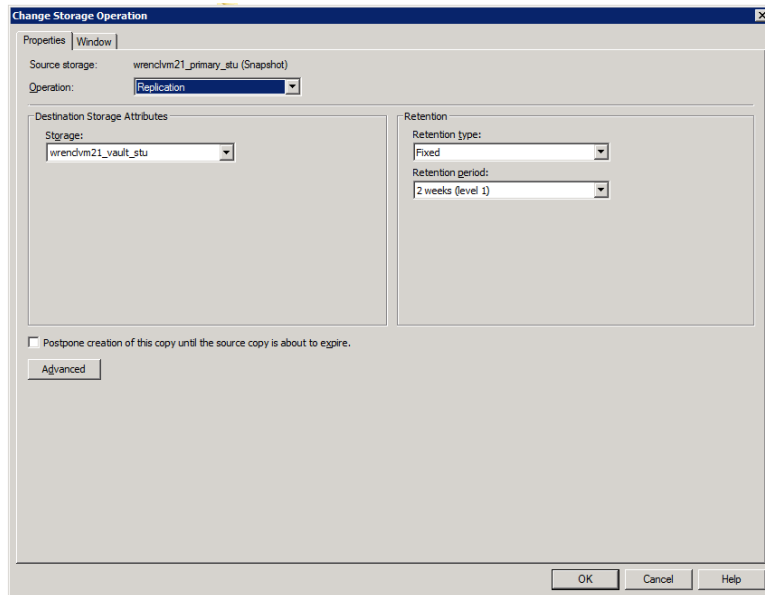 Change Storage Operation
Properties
Window
Source storage: wrenclvm21_primary_stu (Snapshot)
Operation: Replication
Destination Storage Attributes
Storage:
wrenclvm21_vault_stu
Retention
Retention type:
Fixed
Retention period:
2 weeks (level 1)
Postpone creation of this copy until the source copy is about to expire.
Advanced
OK Cancel Help